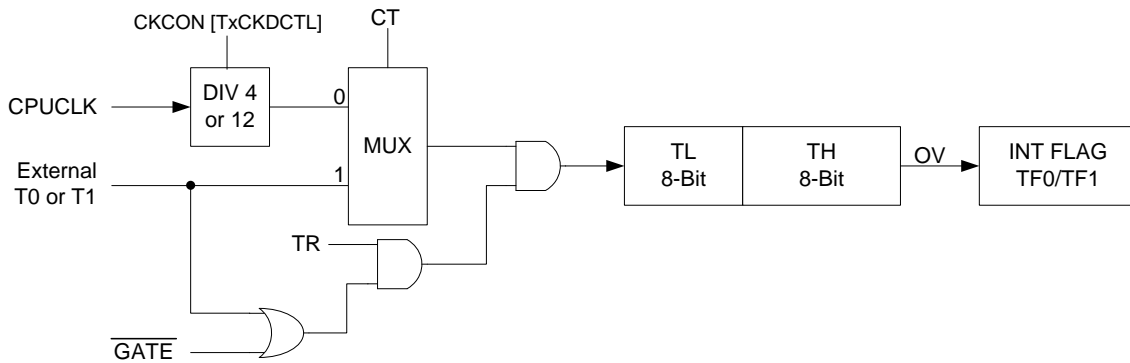 CKCON [TxCKDCTL]
CT
CPUCLK
DIV 4
or 12
0
MUX
External
T0 or T1
1
TL
8-Bit
TH
8-Bit
OV
INT FLAG
TF0/TF1
TR
GATE